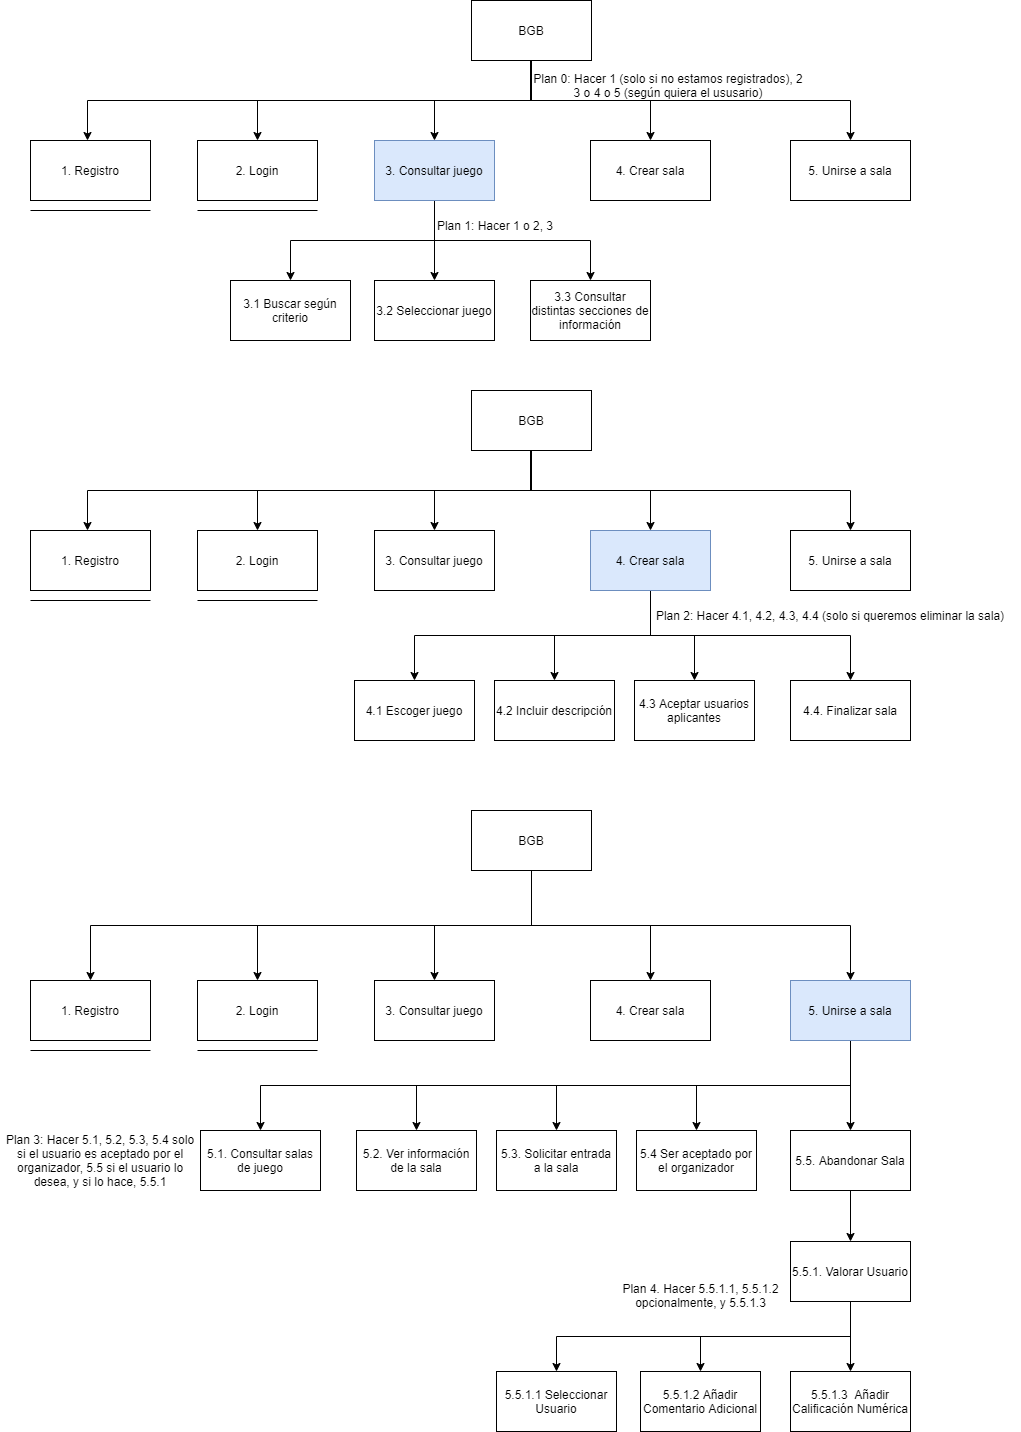 BGB
Plan 0: Hacer 1 (solo si no estamos registrados), 2
3 o 4 o 5 (según quiera el ususario)
1. Registro
2. Login
3. Consultar juego
4. Crear sala
5. Unirse a sala
Plan 1: Hacer 1 o 2, 3
3.1 Buscar según
criterio
3.2 Seleccionar juego
3.3 Consultar
distintas secciones de
información
BGB
1. Registro
2. Login
3. Consultar juego
4. Crear sala
5. Unirse a sala
Plan 2: Hacer 4.1, 4.2, 4.3, 4.4 (solo si queremos eliminar la sala)
4.1 Escoger juego
4.2 Incluir descripción
4.3 Aceptar usuarios
aplicantes
4.4. Finalizar sala
BGB
1. Registro
2. Login
3. Consultar juego
4. Crear sala
5. Unirse a sala
Plan 3: Hacer 5.1, 5.2, 5.3, 5.4 solo
si el usuario es aceptado por el
organizador, 5.5 si el usuario lo
desea, y si lo hace, 5.5.1
5.1. Consultar salas
de juego
5.2. Ver información
de la sala
5.3. Solicitar entrada
a la sala
5.4 Ser aceptado por
el organizador
5.5. Abandonar Sala
5.5.1. Valorar Usuario
Plan 4. Hacer 5.5.1.1, 5.5.1.2
opcionalmente, y 5.5.1.3
5.5.1.1 Seleccionar
Usuario
5.5.1.2 Añadir
Comentario Adicional
5.5.1.3 Añadir
Calificación Numérica